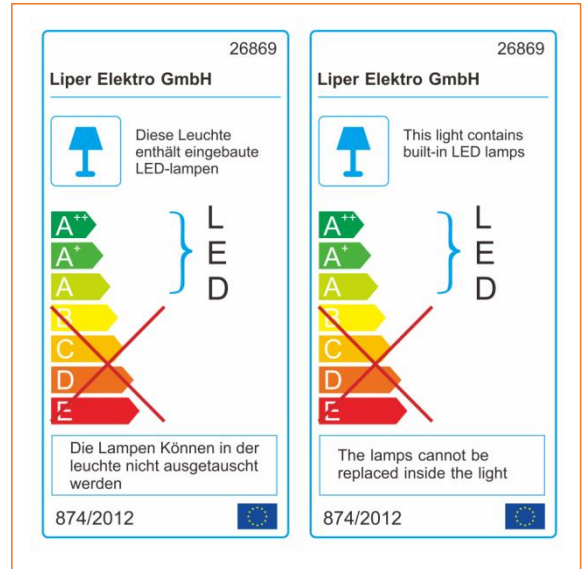 26869
Liper Elektro GmbH
Diese Leuchte
enthält eingebaute
LED-lampen
A++
A+
A
B
C
D
E
L
E
D
Die Lampen Können in der
leuchte nicht ausgetauscht
werden
874/2012
26869
Liper Elektro GmbH
This light contains
built-in LED lamps
A++
A+
A
B
C
D
E
L
E
D
The lamps cannot be
replaced inside the light
874/2012